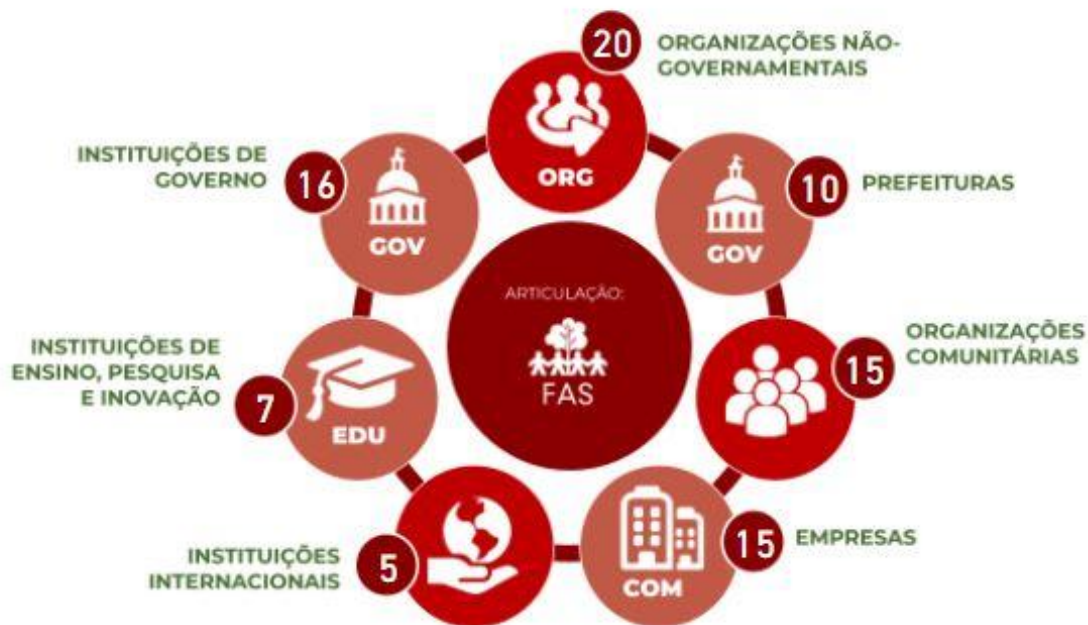 20
ORGANIZAÇÕES NÃO-
GOVERNAMENTAIS
ORG
INSTITUIÇÕES DE
GOVERNO
16
GOV
10
PREFEITURAS
GOV
ARTICULAÇÃO:
FAS
ORGANIZAÇÕES
COMUNITÁRIAS
15
INSTITUIÇÕES DE
ENSINO, PESQUISA
E INOVAÇÃO
7
EDU
15
EMPRESAS
COM
INSTITUIÇÕES
INTERNACIONAIS
5